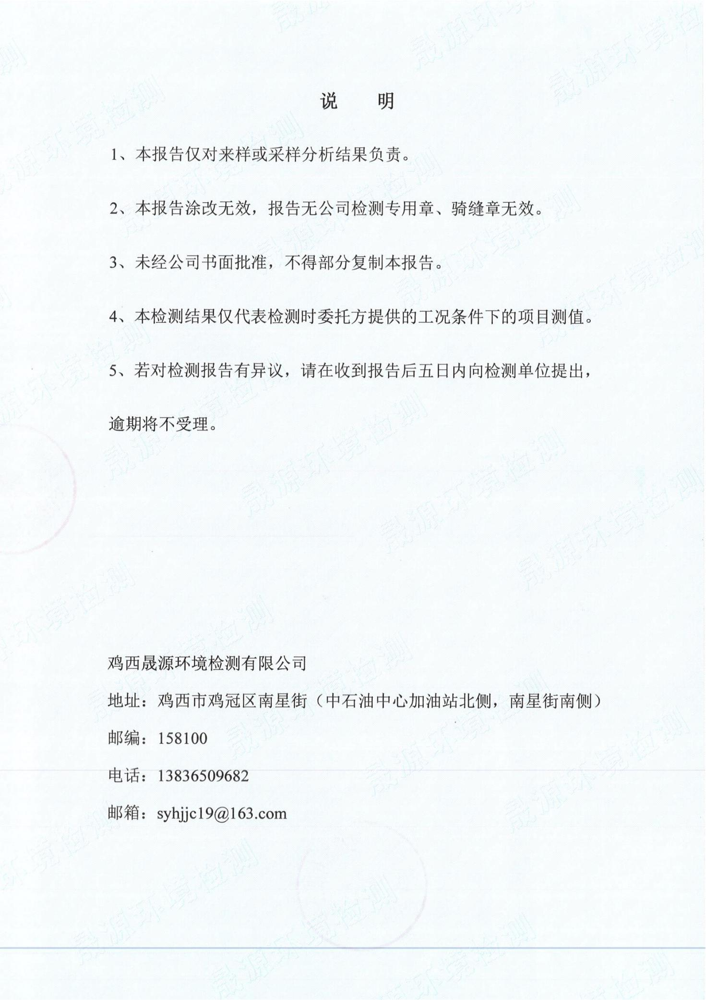 说 明
1、本报告仅对来样或采样分析结果负责。
2、本报告涂改无效，报告无公司检测专用章、骑缝章无效。
3、未经公司书面批准，不得部分复制本报告。
4、本检测结果仅代表检测时委托方提供的工况条件下的项目测值。
5、若对检测报告有异议，请在收到报告后五日内向检测单位提出，
逾期将不受理。
鸡西晟源环境检测有限公司
地址：鸡西市鸡冠区南星街（中石油中心加油站北侧，南星街南侧）
邮编：158100
电话：13836509682
邮箱：syhjjc19@163.com
晟源环境检测